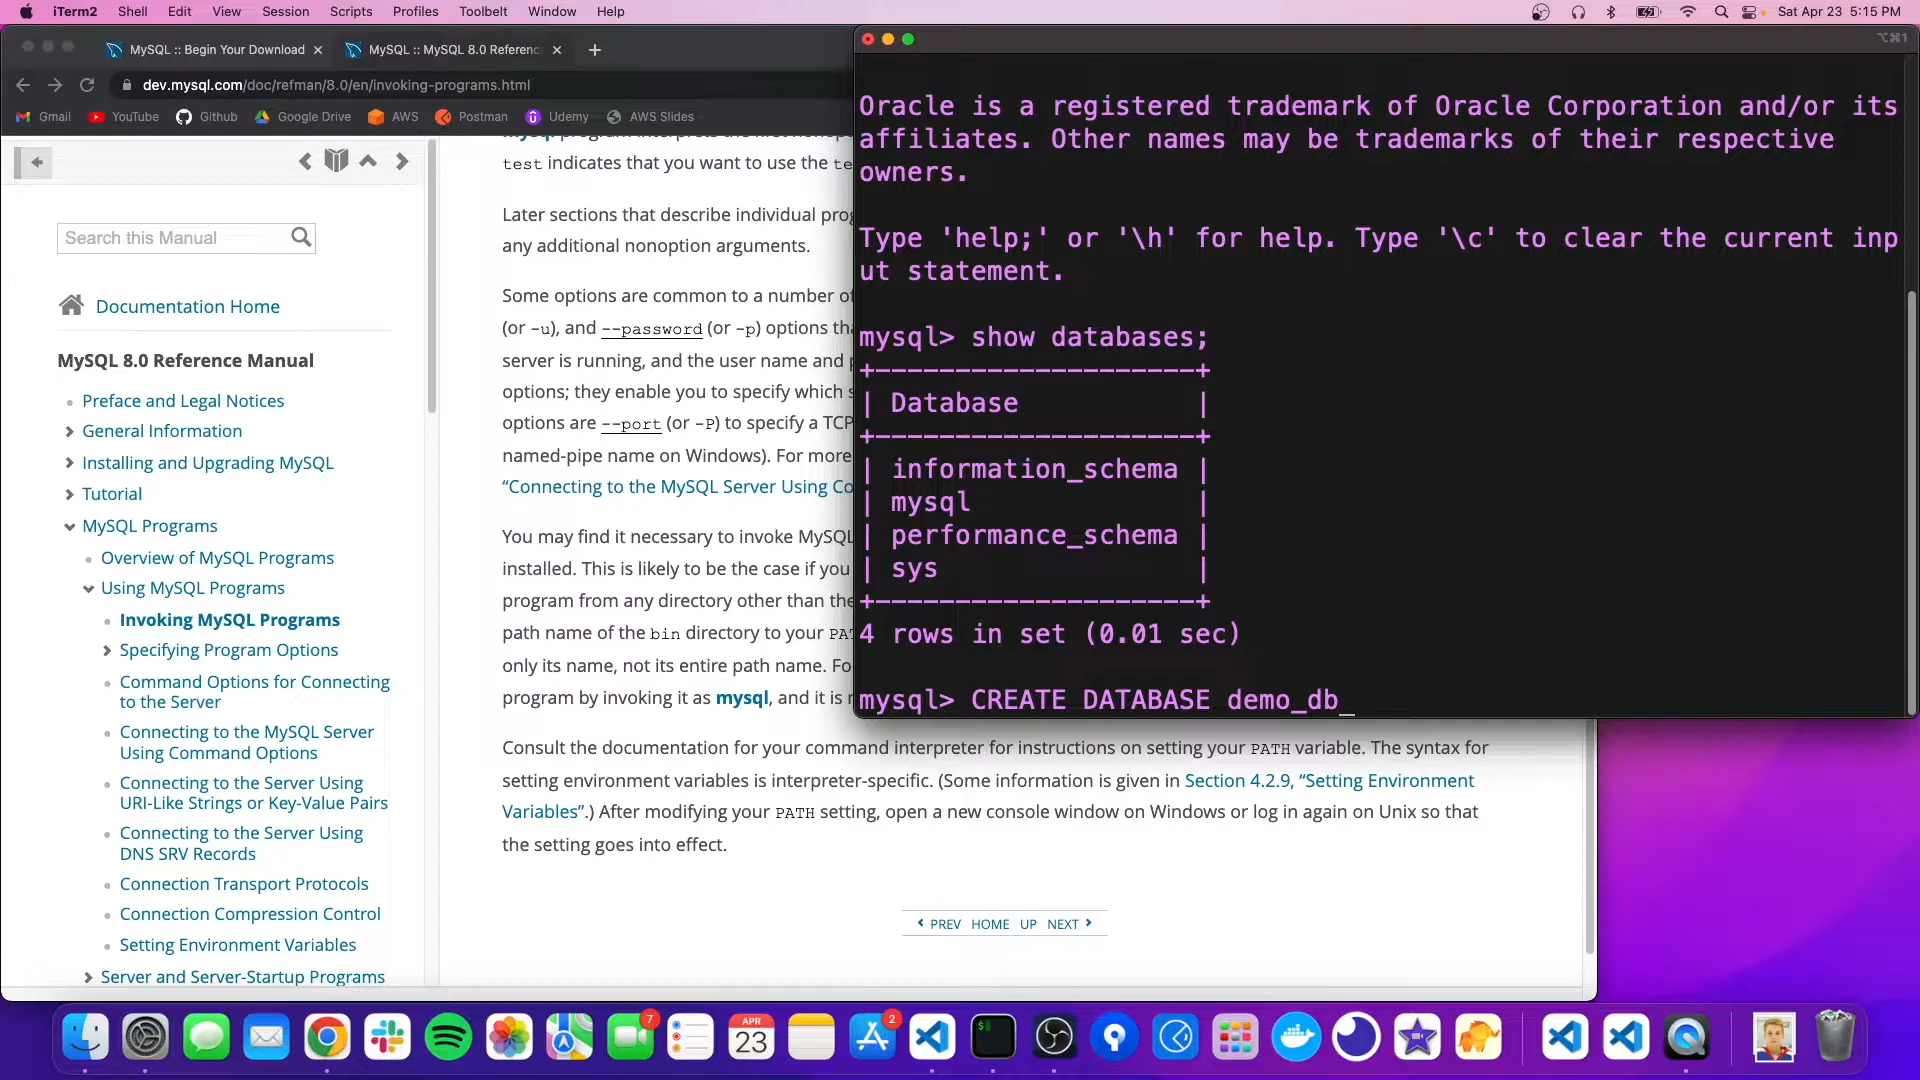 iTerm2 Shell Edit View Session Scripts Profiles Toolbelt Window Help
Sat Apr 23 5:15 PM
MySQL :: Begin Your Download
MySQL :: MySQL 8.0 Referenc
⌥⌘1
dev.mysql.com/doc/refman/8.0/en/invoking-programs.html
Gmail YouTube Github Google Drive AWS Postman Udemy AWS Slides
Search this Manual
Documentation Home
MySQL 8.0 Reference Manual
Preface and Legal Notices
General Information
Installing and Upgrading MySQL
Tutorial
MySQL Programs
Overview of MySQL Programs
Using MySQL Programs
Invoking MySQL Programs
Specifying Program Options
Command Options for Connecting
to the Server
Connecting to the MySQL Server
Using Command Options
Connecting to the Server Using
URI-Like Strings or Key-Value Pairs
Connecting to the Server Using
DNS SRV Records
Connection Transport Protocols
Connection Compression Control
Setting Environment Variables
Server and Server-Startup Programs
test indicates that you want to use the te
Later sections that describe individual prog
any additional nonoption arguments.
Some options are common to a number of
(or -u), and --password (or -p) options tha
server is running, and the user name and p
options; they enable you to specify which s
options are --port (or -P) to specify a TCP
named-pipe name on Windows). For more
“Connecting to the MySQL Server Using Co
You may find it necessary to invoke MySQL
installed. This is likely to be the case if you
program from any directory other than the
path name of the bin directory to your PAT
only its name, not its entire path name. Fo
program by invoking it as mysql, and it is n
Consult the documentation for your command interpreter for instructions on setting your PATH variable. The syntax for
setting environment variables is interpreter-specific. (Some information is given in Section 4.2.9, “Setting Environment
Variables”.) After modifying your PATH setting, open a new console window on Windows or log in again on Unix so that
the setting goes into effect.
PREV HOME UP NEXT
Oracle is a registered trademark of Oracle Corporation and/or its
affiliates. Other names may be trademarks of their respective
owners.
Type 'help;' or '\h' for help. Type '\c' to clear the current inp
ut statement.
mysql> show databases;
+--------------------+
| Database           |
+--------------------+
| information_schema |
| mysql              |
| performance_schema |
| sys                |
+--------------------+
4 rows in set (0.01 sec)
mysql> CREATE DATABASE demo_db_
7
APR
23
2
$